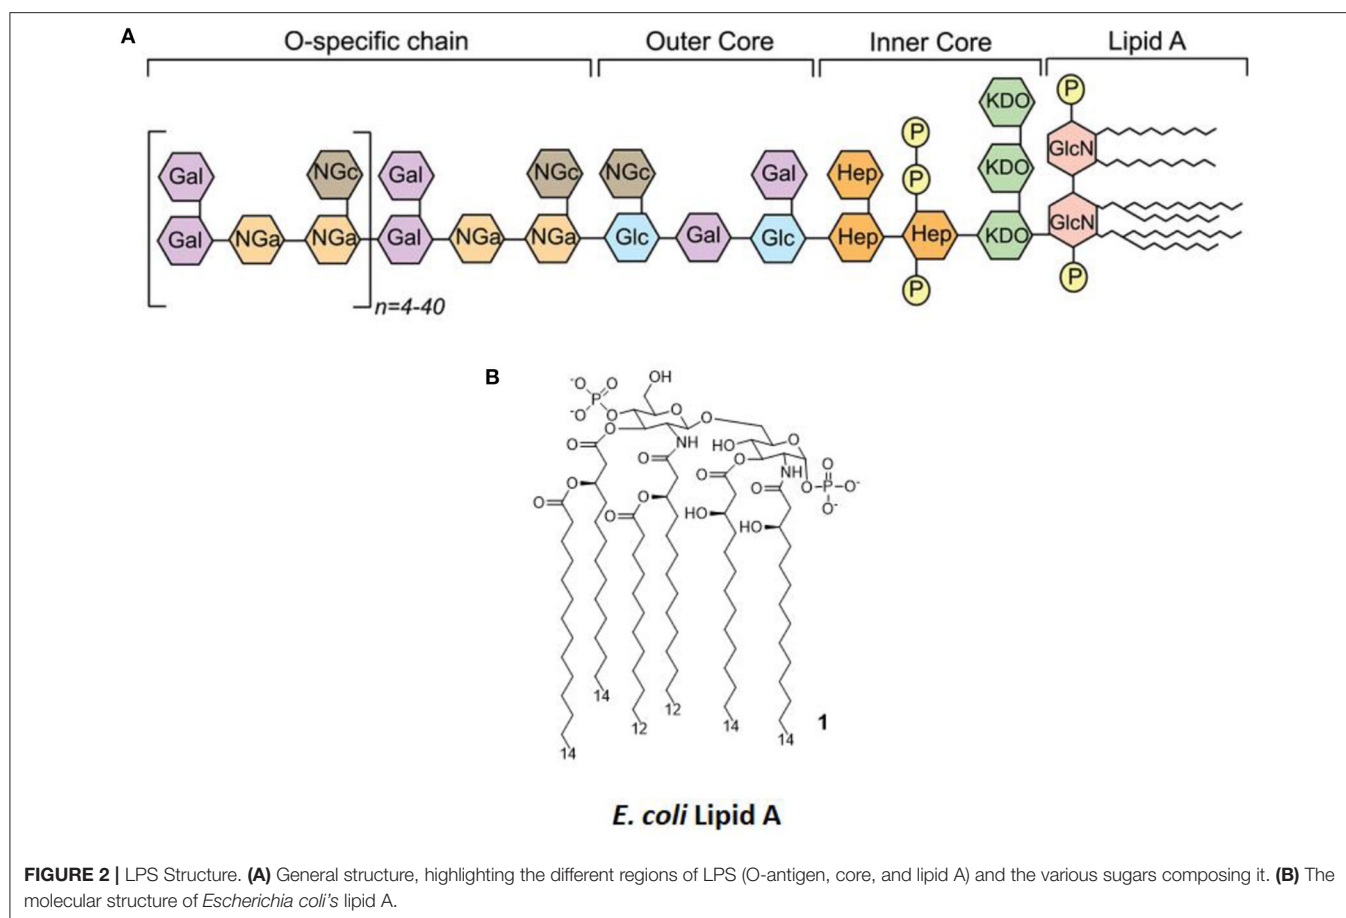 A
O-specific chain Outer Core Inner Core Lipid A
KDO P
P
Gal NGc Gal NGc NGc Gal Hep P KDO GlcN
Gal NGa NGa Gal NGa NGa Glc Gal Glc Hep Hep KDO GlcN
P P
n=4-40
B
OH
⁻O O
P
⁻O O O O
O NH HO O
O O O NH O
O O O O P O⁻
O O O HO HO O⁻
14
12
12 14 1
14
14
E. coli Lipid A
FIGURE 2 | LPS Structure. (A) General structure, highlighting the different regions of LPS (O-antigen, core, and lipid A) and the various sugars composing it. (B) The
molecular structure of Escherichia coli's lipid A.